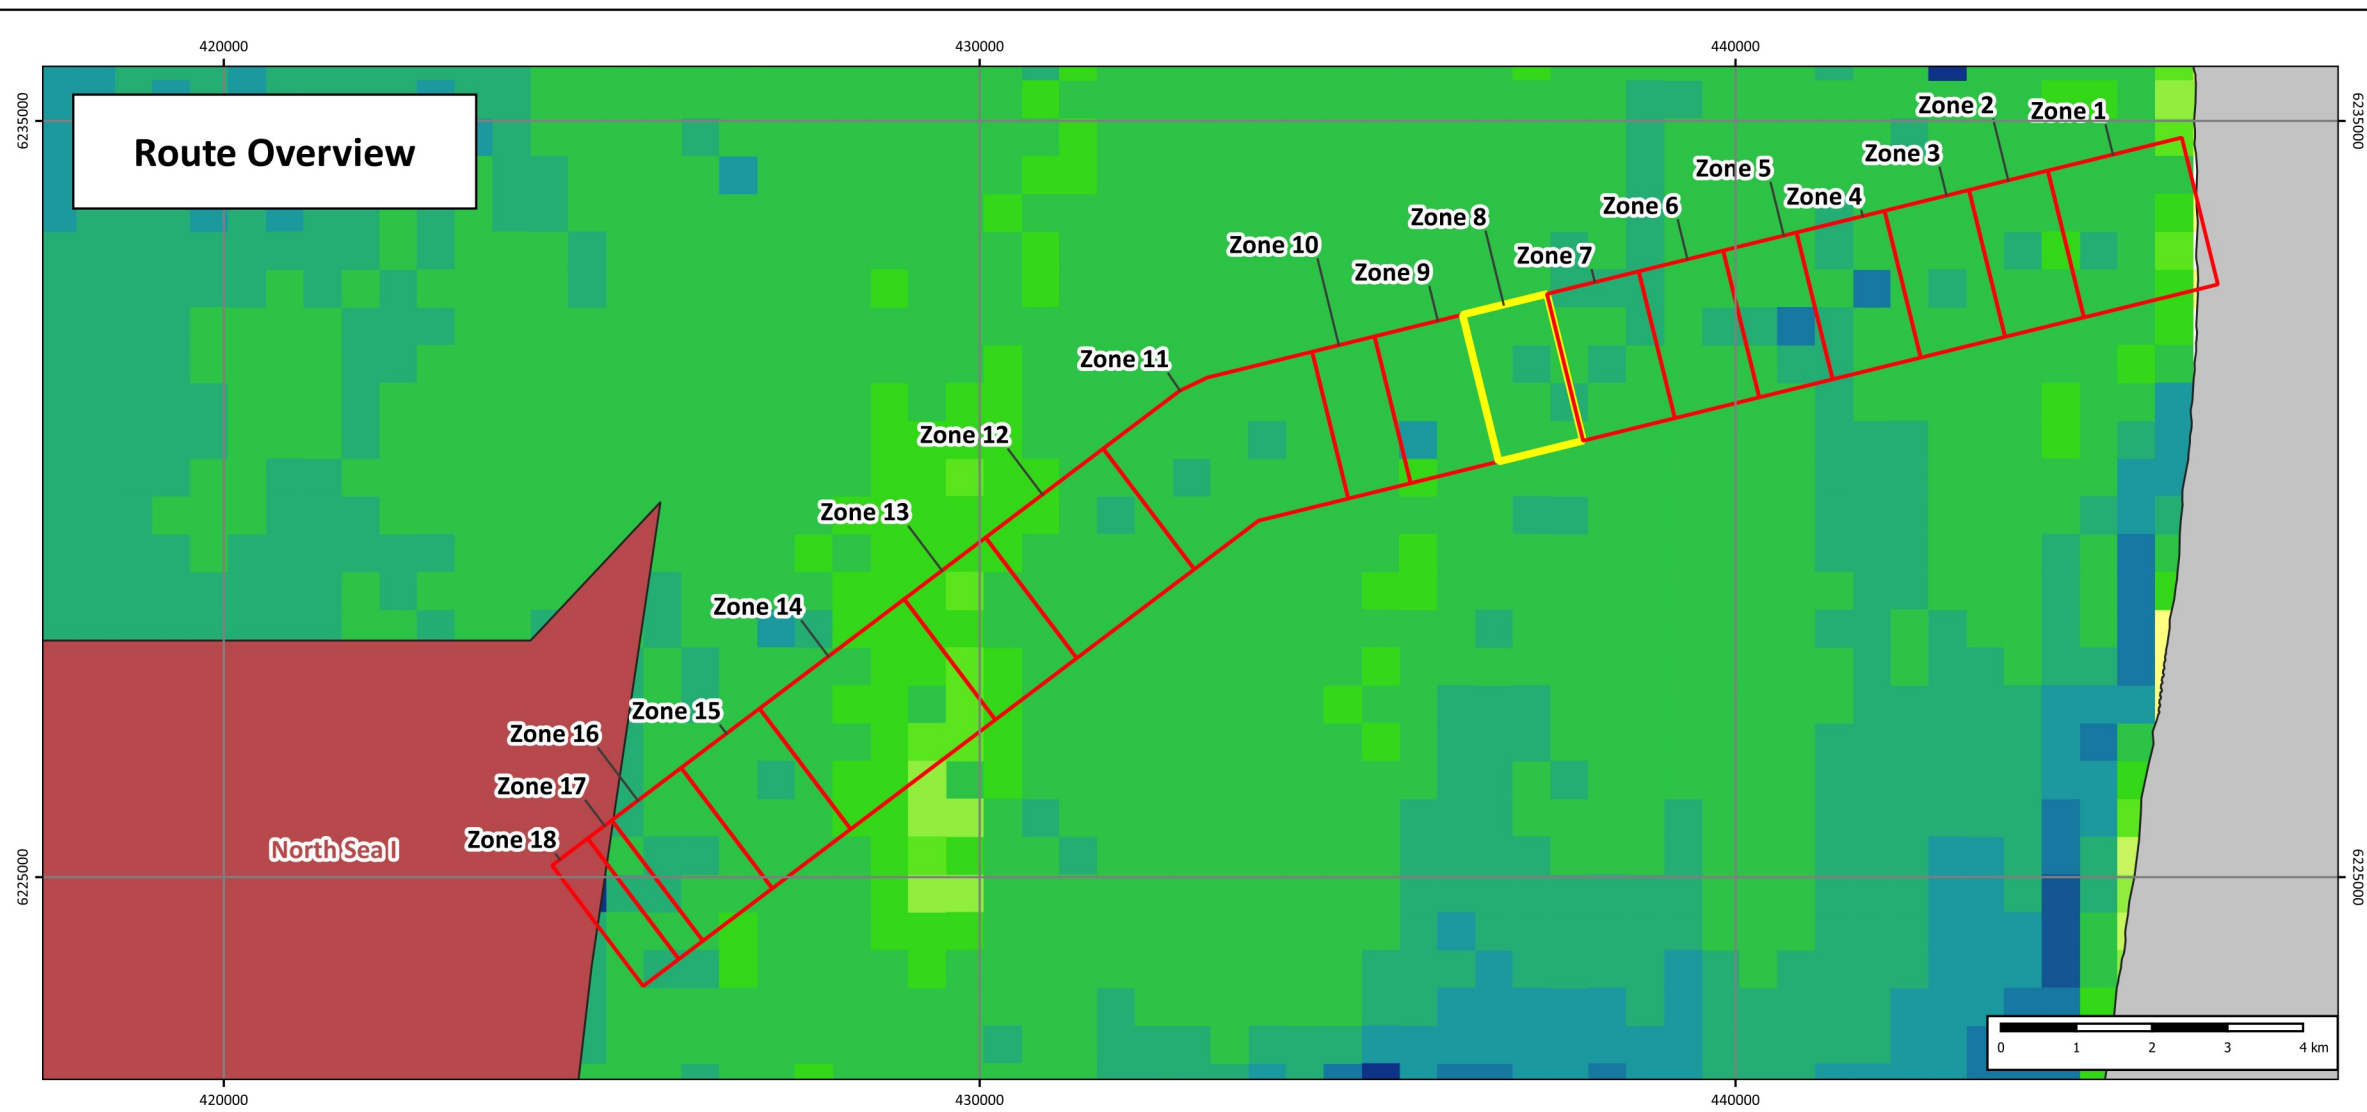 420000
430000
440000
6235000
6235000
Route Overview
Zone 2
Zone 1
Zone 3
Zone 5
Zone 4
Zone 6
Zone 8
Zone 10
Zone 7
Zone 9
Zone 11
Zone 12
Zone 13
Zone 14
Zone 15
Zone 16
Zone 17
Zone 18
North Sea I
6225000
6225000
0 1 2 3 4 km
420000
430000
440000